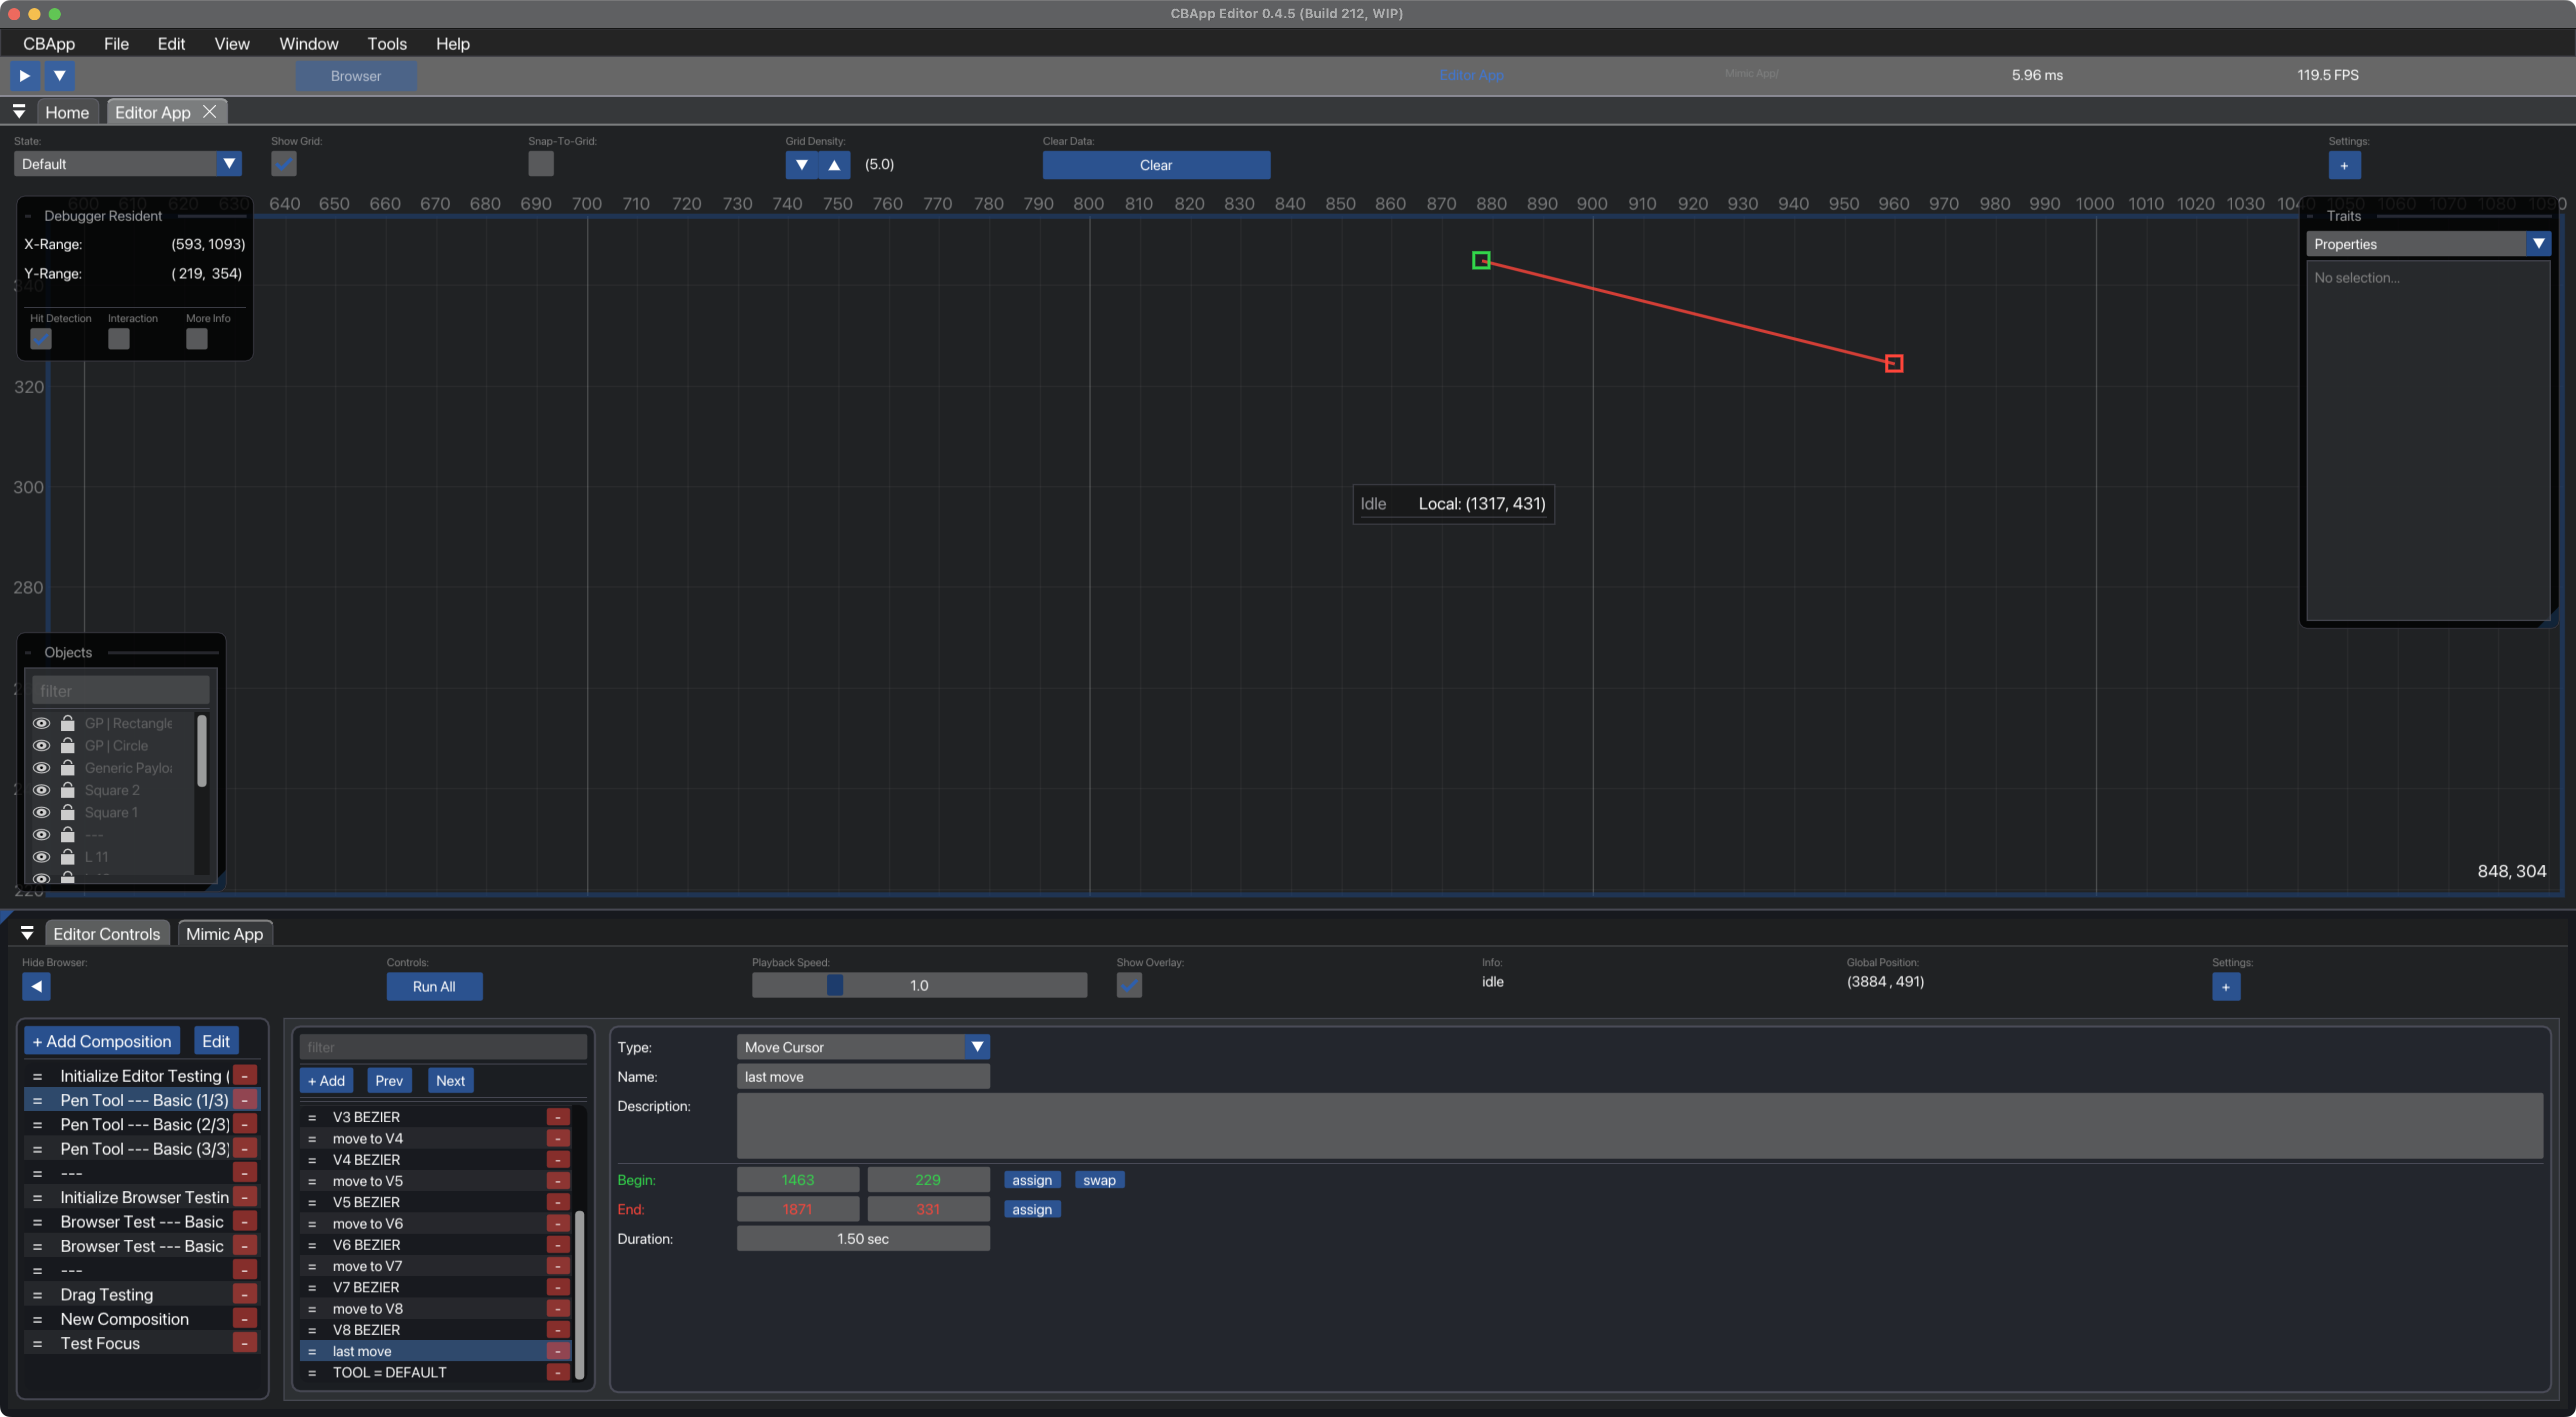 CBApp Editor 0.4.5 (Build 212, WIP)
CBApp File Edit View Window Tools Help
Browser Editor App Mimic App/ 5.96 ms 119.5 FPS
Home Editor App
State: Show Grid: Snap-To-Grid: Grid Density: Clear Data: Settings:
Default (5.0) Clear +
600 610 620 630 640 650 660 670 680 690 700 710 720 730 740 750 760 770 780 790 800 810 820 830 840 850 860 870 880 890 900 910 920 930 940 950 960 970 980 990 1000 1010 1020 1030 1040 1050 1060 1070 1080 1090
Debugger Resident
X-Range: (593, 1093)
Y-Range: ( 219, 354)
340
Hit Detection Interaction More Info
Traits
Properties
No selection...
320
300
Idle Local: (1317, 431)
280
Objects
filter
GP | Rectangle
GP | Circle
Generic Payloa
Square 2
Square 1
---
L 11
220
848, 304
Editor Controls Mimic App
Hide Browser: Controls: Playback Speed: Show Overlay: Info: Global Position: Settings:
Run All 1.0 idle (3884 , 491) +
+ Add Composition Edit
= Initialize Editor Testing ( -
= Pen Tool --- Basic (1/3) -
= Pen Tool --- Basic (2/3) -
= Pen Tool --- Basic (3/3) -
= --- -
= Initialize Browser Testin -
= Browser Test --- Basic -
= Browser Test --- Basic -
= --- -
= Drag Testing -
= New Composition -
= Test Focus -
filter
+ Add Prev Next
= V3 BEZIER -
= move to V4 -
= V4 BEZIER -
= move to V5 -
= V5 BEZIER -
= move to V6 -
= V6 BEZIER -
= move to V7 -
= V7 BEZIER -
= move to V8 -
= V8 BEZIER -
= last move -
= TOOL = DEFAULT -
Type: Move Cursor
Name: last move
Description:
Begin: 1463 229 assign swap
End: 1871 331 assign
Duration: 1.50 sec